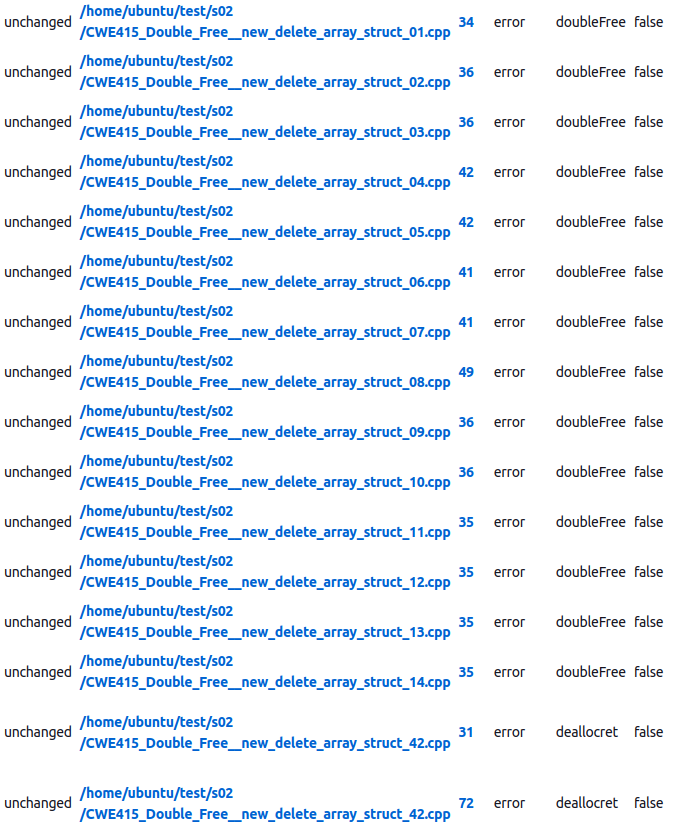 /home/ubuntu/test/s02
unchanged /CWE415_Double_Free__new_delete_array_struct_01.cpp 34 error doubleFree false
/home/ubuntu/test/s02
unchanged /CWE415_Double_Free__new_delete_array_struct_02.cpp 36 error doubleFree false
/home/ubuntu/test/s02
unchanged /CWE415_Double_Free__new_delete_array_struct_03.cpp 36 error doubleFree false
/home/ubuntu/test/s02
unchanged /CWE415_Double_Free__new_delete_array_struct_04.cpp 42 error doubleFree false
/home/ubuntu/test/s02
unchanged /CWE415_Double_Free__new_delete_array_struct_05.cpp 42 error doubleFree false
/home/ubuntu/test/s02
unchanged /CWE415_Double_Free__new_delete_array_struct_06.cpp 41 error doubleFree false
/home/ubuntu/test/s02
unchanged /CWE415_Double_Free__new_delete_array_struct_07.cpp 41 error doubleFree false
/home/ubuntu/test/s02
unchanged /CWE415_Double_Free__new_delete_array_struct_08.cpp 49 error doubleFree false
/home/ubuntu/test/s02
unchanged /CWE415_Double_Free__new_delete_array_struct_09.cpp 36 error doubleFree false
/home/ubuntu/test/s02
unchanged /CWE415_Double_Free__new_delete_array_struct_10.cpp 36 error doubleFree false
/home/ubuntu/test/s02
unchanged /CWE415_Double_Free__new_delete_array_struct_11.cpp 35 error doubleFree false
/home/ubuntu/test/s02
unchanged /CWE415_Double_Free__new_delete_array_struct_12.cpp 35 error doubleFree false
/home/ubuntu/test/s02
unchanged /CWE415_Double_Free__new_delete_array_struct_13.cpp 35 error doubleFree false
/home/ubuntu/test/s02
unchanged /CWE415_Double_Free__new_delete_array_struct_14.cpp 35 error doubleFree false
/home/ubuntu/test/s02
unchanged /CWE415_Double_Free__new_delete_array_struct_42.cpp 31 error deallocret false
/home/ubuntu/test/s02
unchanged /CWE415_Double_Free__new_delete_array_struct_42.cpp 72 error deallocret false